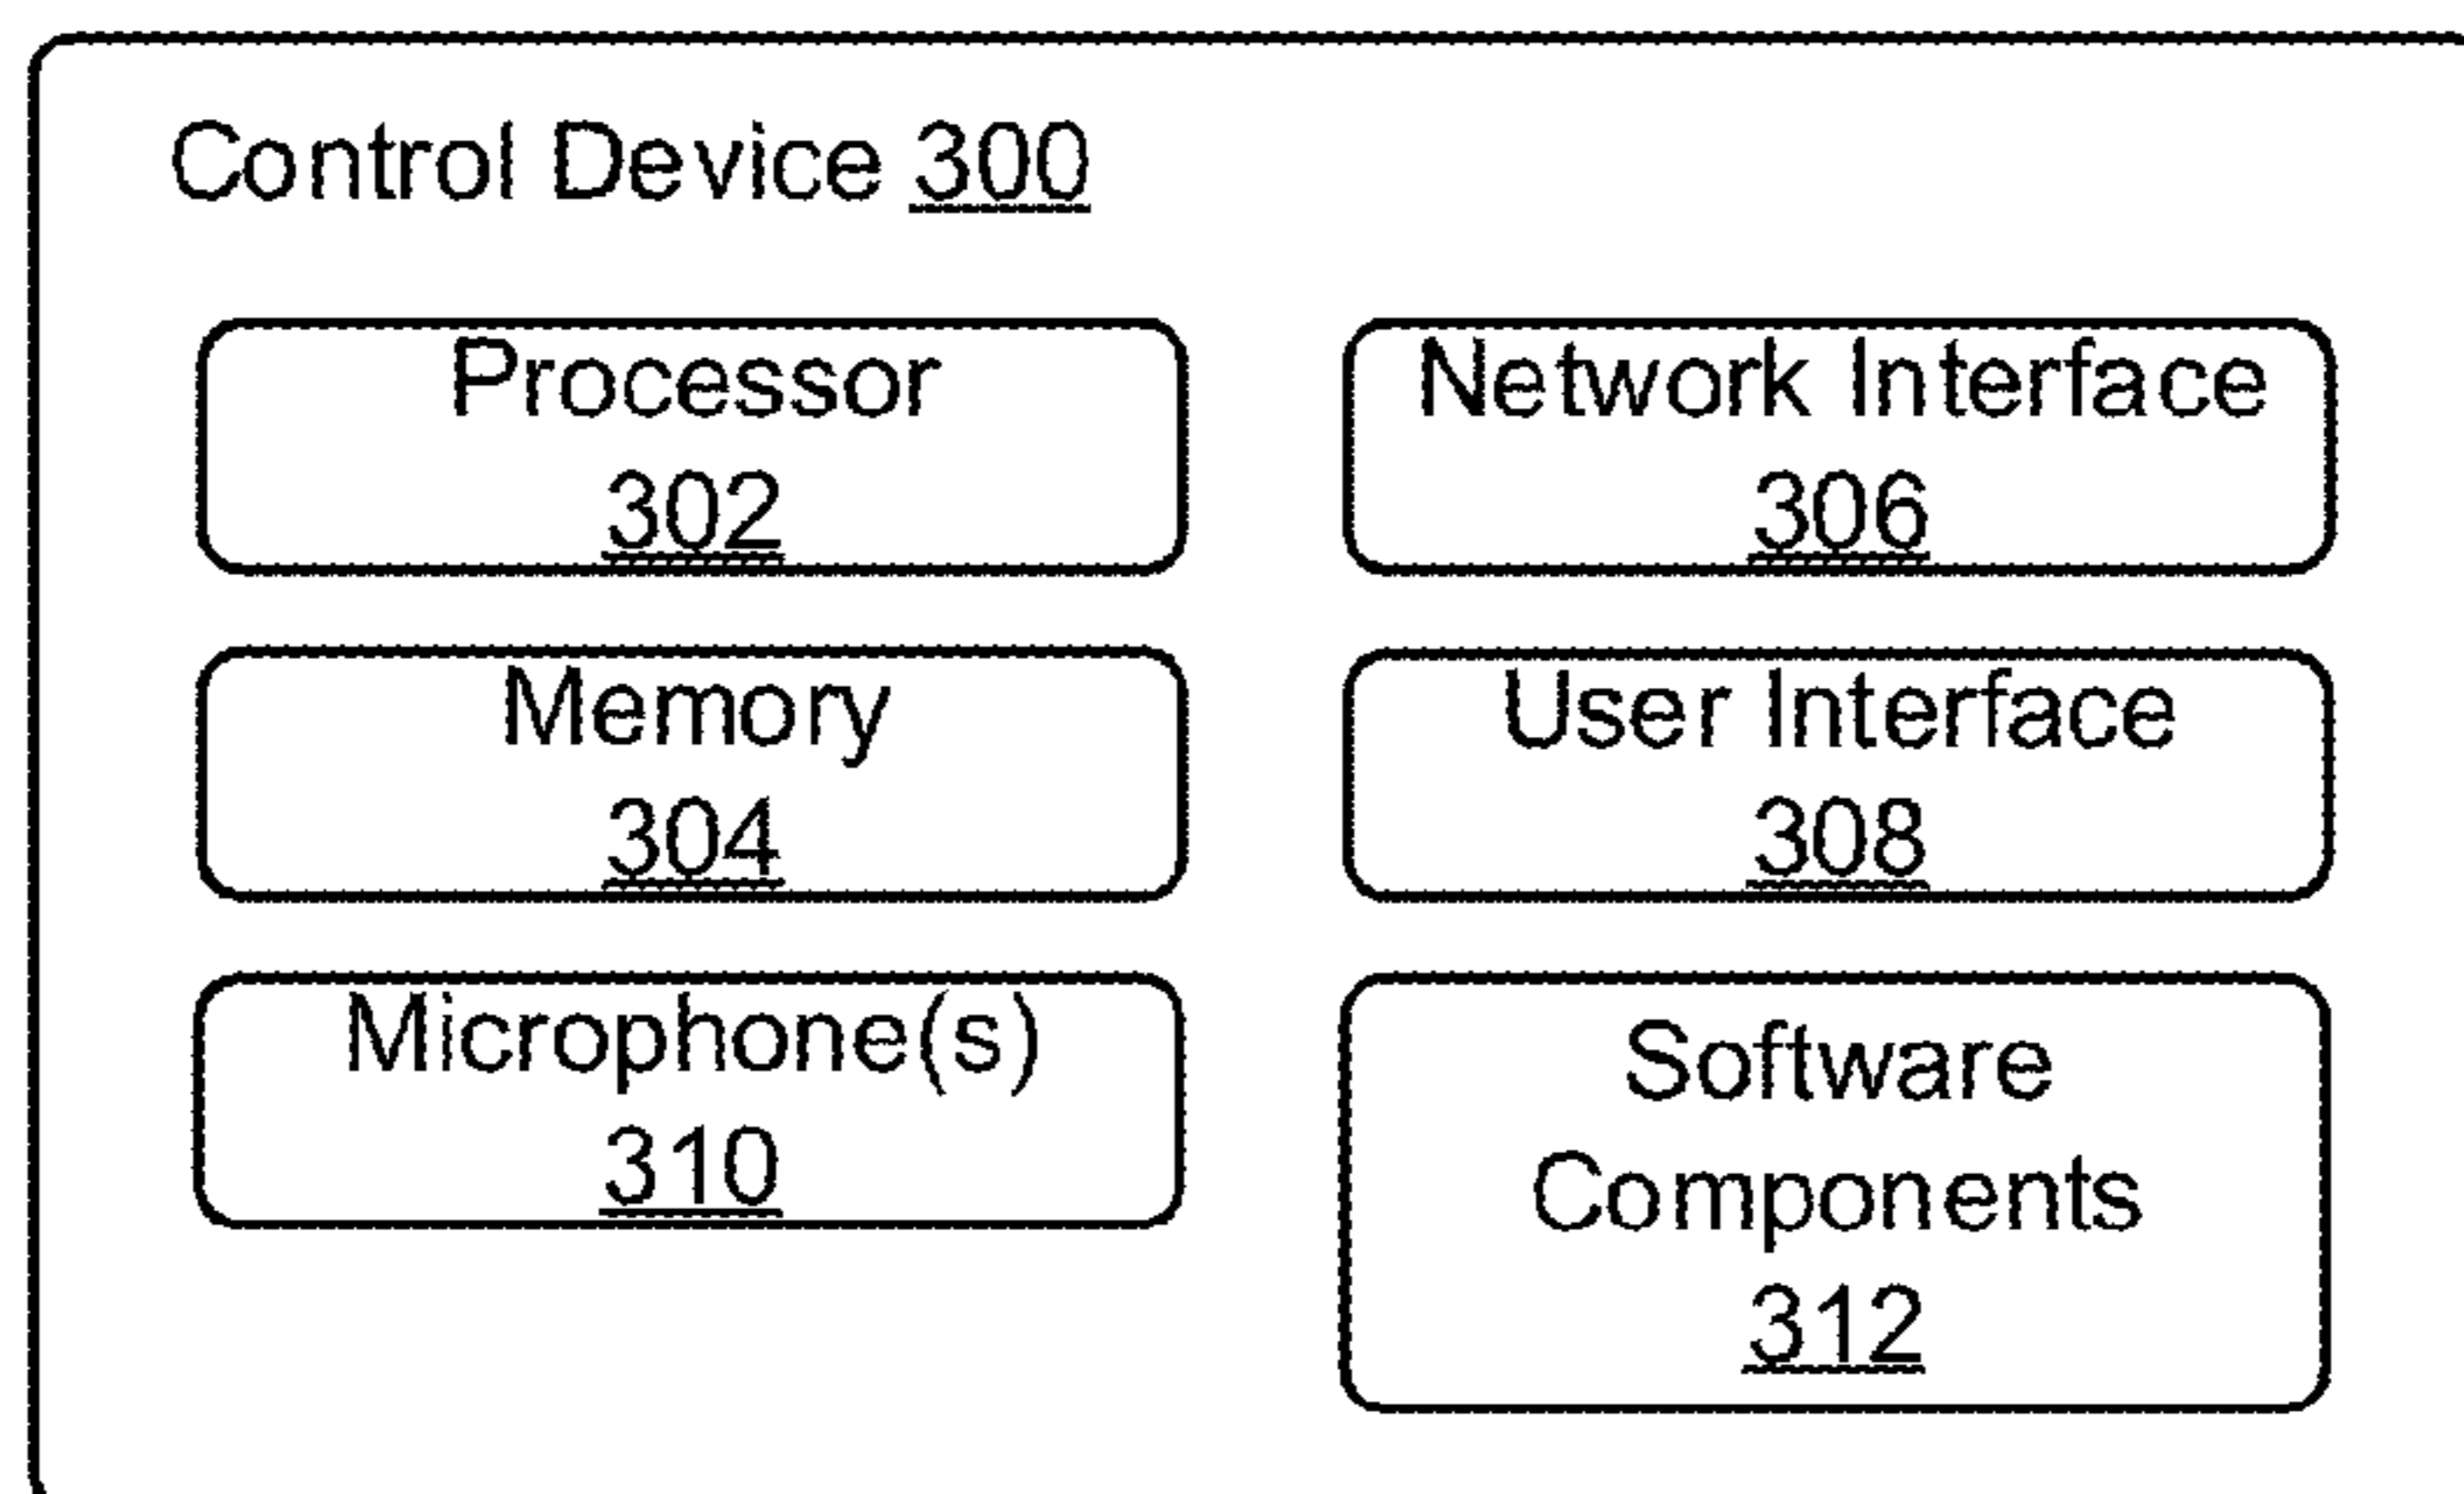 Control Device 300
Processor
302
Network Interface
306
Memory
304
User Interface
308
Microphone(s)
310
Software
Components
312